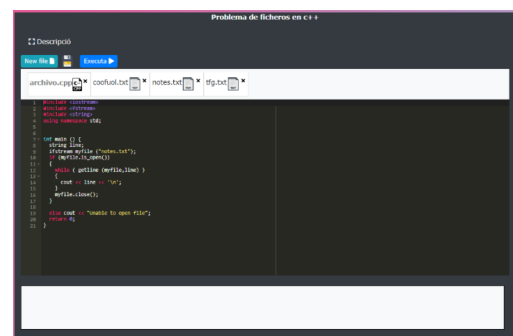 Problema de ficheros en c++
Descripció
New file Executa
archivo.cpp × coofuol.txt × notes.txt × tfg.txt ×
1 #include <iostream>
2 #include <fstream>
3 #include <string>
4 using namespace std;
5
6
7 int main () {
8 string line;
9 ifstream myfile ("notes.txt");
10 if (myfile.is_open())
11 {
12 while ( getline (myfile,line) )
13 {
14 cout << line << '\n';
15 }
16 myfile.close();
17 }
18
19 else cout << "Unable to open file";
20 return 0;
21 }